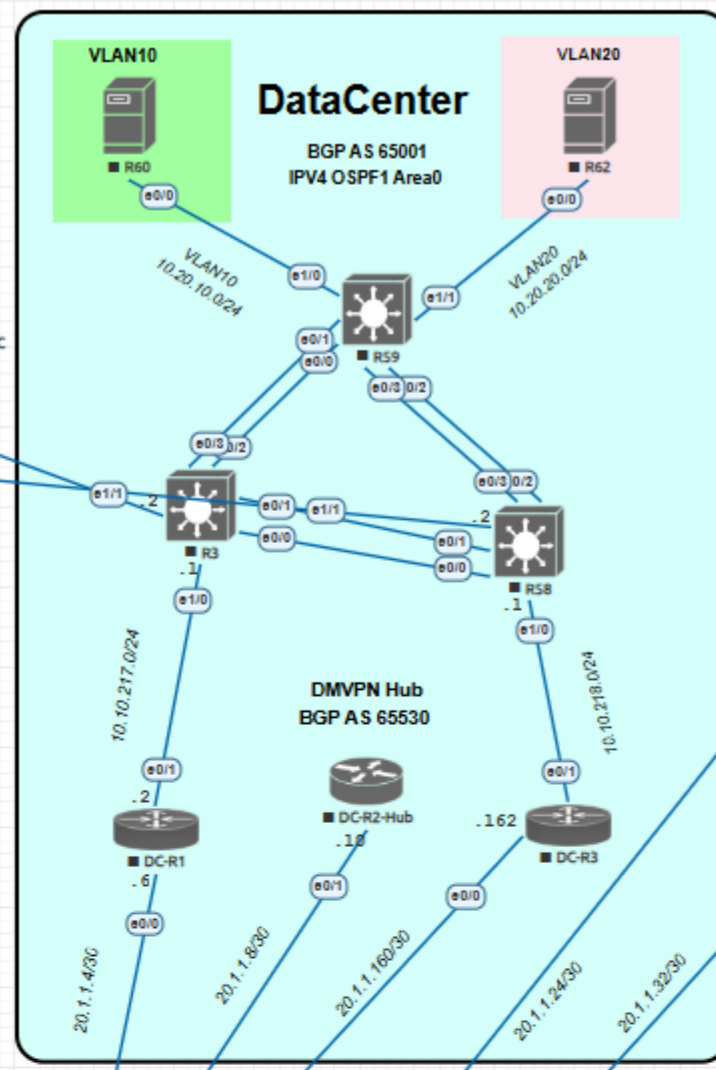 VLAN10
VLAN20
DataCenter
BGP AS 65001
IPV4 OSPF1 Area0
R60
R62
e0/0
e0/0
VLAN10
10.20.10.0/24
VLAN20
10.20.20.0/24
e1/0
e1/1
e0/1
e0/0
RS9
e0/3
0/2
e0/3
0/2
e0/3
0/2
e1/1
.2
e0/1
e1/1
.2
e0/0
e0/1
e0/0
R3
.1
RS8
.1
e1/0
e1/0
10.10.217.0/24
10.10.218.0/24
DMVPN Hub
BGP AS 65530
e0/1
e0/1
.2
DC-R2-Hub
.10
.162
DC-R1
DC-R3
.6
e0/1
e0/0
e0/0
20.1.1.4/30
20.1.1.8/30
20.1.1.160/30
20.1.1.24/30
20.1.1.32/30